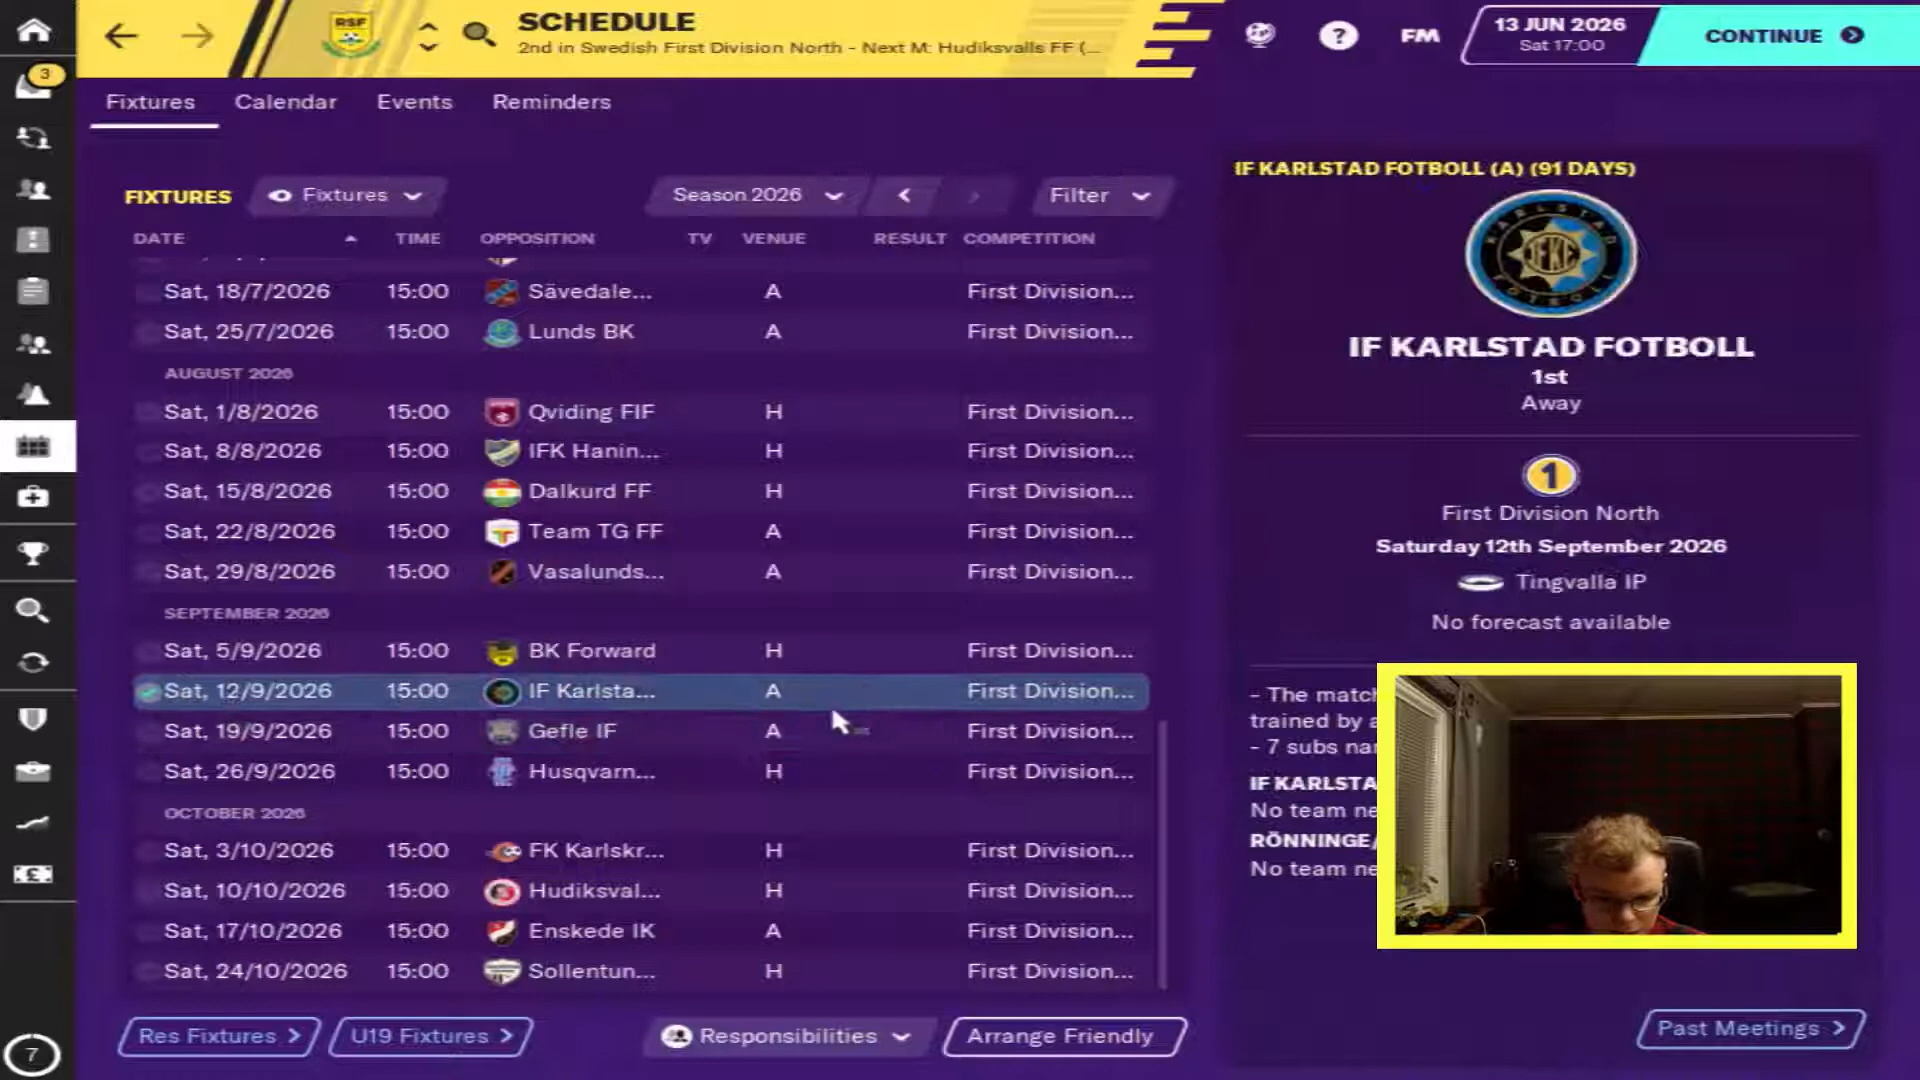 SCHEDULE
2nd in Swedish First Division North - Next M: Hudiksvalls FF (...
RSF
FM
13 JUN 2026
Sat 17:00
CONTINUE
3
Fixtures
Calendar
Events
Reminders
FIXTURES
Fixtures
Season 2026
Filter
DATE TIME OPPOSITION TV VENUE RESULT COMPETITION
Sat, 18/7/2026 15:00 Sävedale... A First Division...
Sat, 25/7/2026 15:00 Lunds BK A First Division...
AUGUST 2026
Sat, 1/8/2026 15:00 Qviding FIF H First Division...
Sat, 8/8/2026 15:00 IFK Hanin... H First Division...
Sat, 15/8/2026 15:00 Dalkurd FF H First Division...
Sat, 22/8/2026 15:00 Team TG FF A First Division...
Sat, 29/8/2026 15:00 Vasalunds... A First Division...
SEPTEMBER 2026
Sat, 5/9/2026 15:00 BK Forward H First Division...
Sat, 12/9/2026 15:00 IF Karlsta... A First Division...
Sat, 19/9/2026 15:00 Gefle IF A First Division...
Sat, 26/9/2026 15:00 Husqvarn... H First Division...
OCTOBER 2026
Sat, 3/10/2026 15:00 FK Karlskr... H First Division...
Sat, 10/10/2026 15:00 Hudiksval... H First Division...
Sat, 17/10/2026 15:00 Enskede IK A First Division...
Sat, 24/10/2026 15:00 Sollentun... H First Division...
Res Fixtures
U19 Fixtures
Responsibilities
Arrange Friendly
7
IF KARLSTAD FOTBOLL (A) (91 DAYS)
KARLSTAD
FOTBOLL
IF KARLSTAD FOTBOLL
1st
Away
1
First Division North
Saturday 12th September 2026
Tingvalla IP
No forecast available
- The matc
trained by a
- 7 subs na
IF KARLSTA
No team ne
RÖNNINGE/
No team ne
Past Meetings